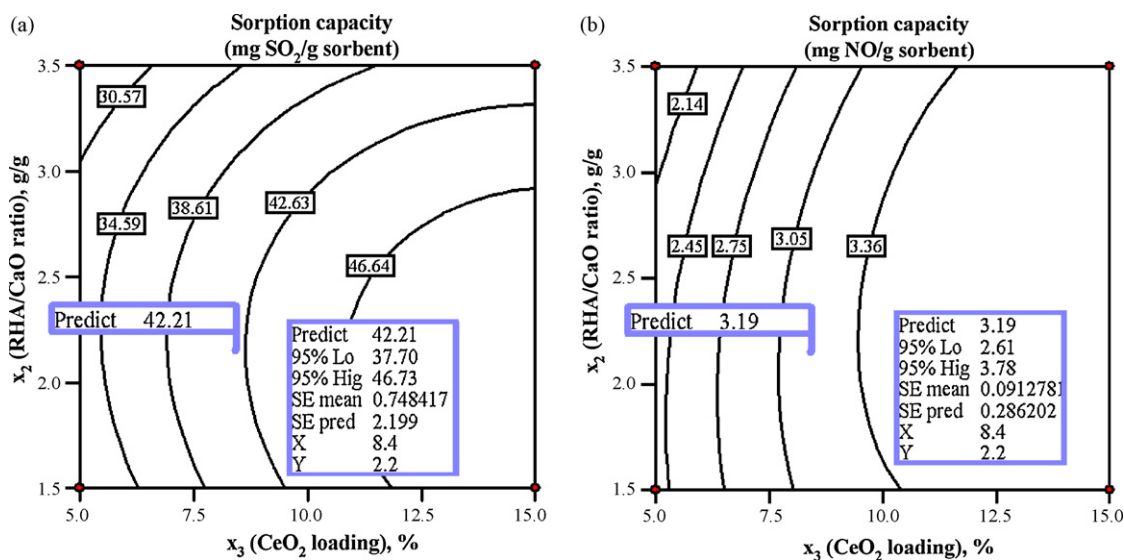 (a)
Sorption capacity
(mg SO₂/g sorbent)
3.5
3.0
2.5
2.0
1.5
x₂ (RHA/CaO ratio), g/g
30.57
34.59
38.61
42.63
46.64
Predict 42.21
Predict 42.21
95% Lo 37.70
95% Hig 46.73
SE mean 0.748417
SE pred 2.199
X 8.4
Y 2.2
5.0 7.5 10.0 12.5 15.0
x₃ (CeO₂ loading), %
(b)
Sorption capacity
(mg NO/g sorbent)
3.5
3.0
2.5
2.0
1.5
x₂ (RHA/CaO ratio), g/g
2.14
2.45
2.75
3.05
3.36
Predict 3.19
Predict 3.19
95% Lo 2.61
95% Hig 3.78
SE mean 0.0912781
SE pred 0.286202
X 8.4
Y 2.2
5.0 7.5 10.0 12.5 15.0
x₃ (CeO₂ loading), %